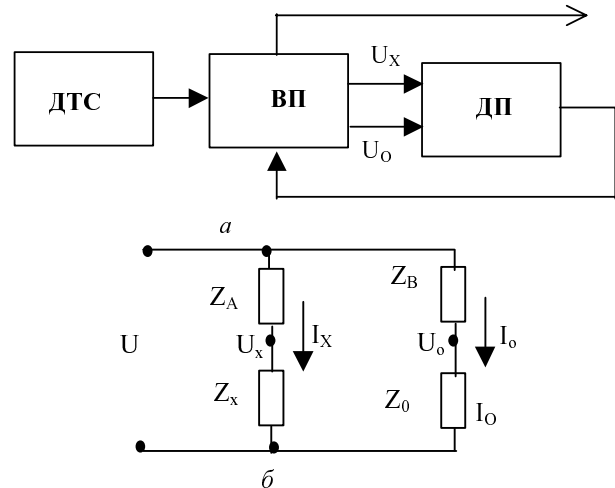 U_X
ДТС ВП ДП
U_O
а
Z_A Z_B
U U_x I_X U_o I_o
Z_x Z_0 I_O
б